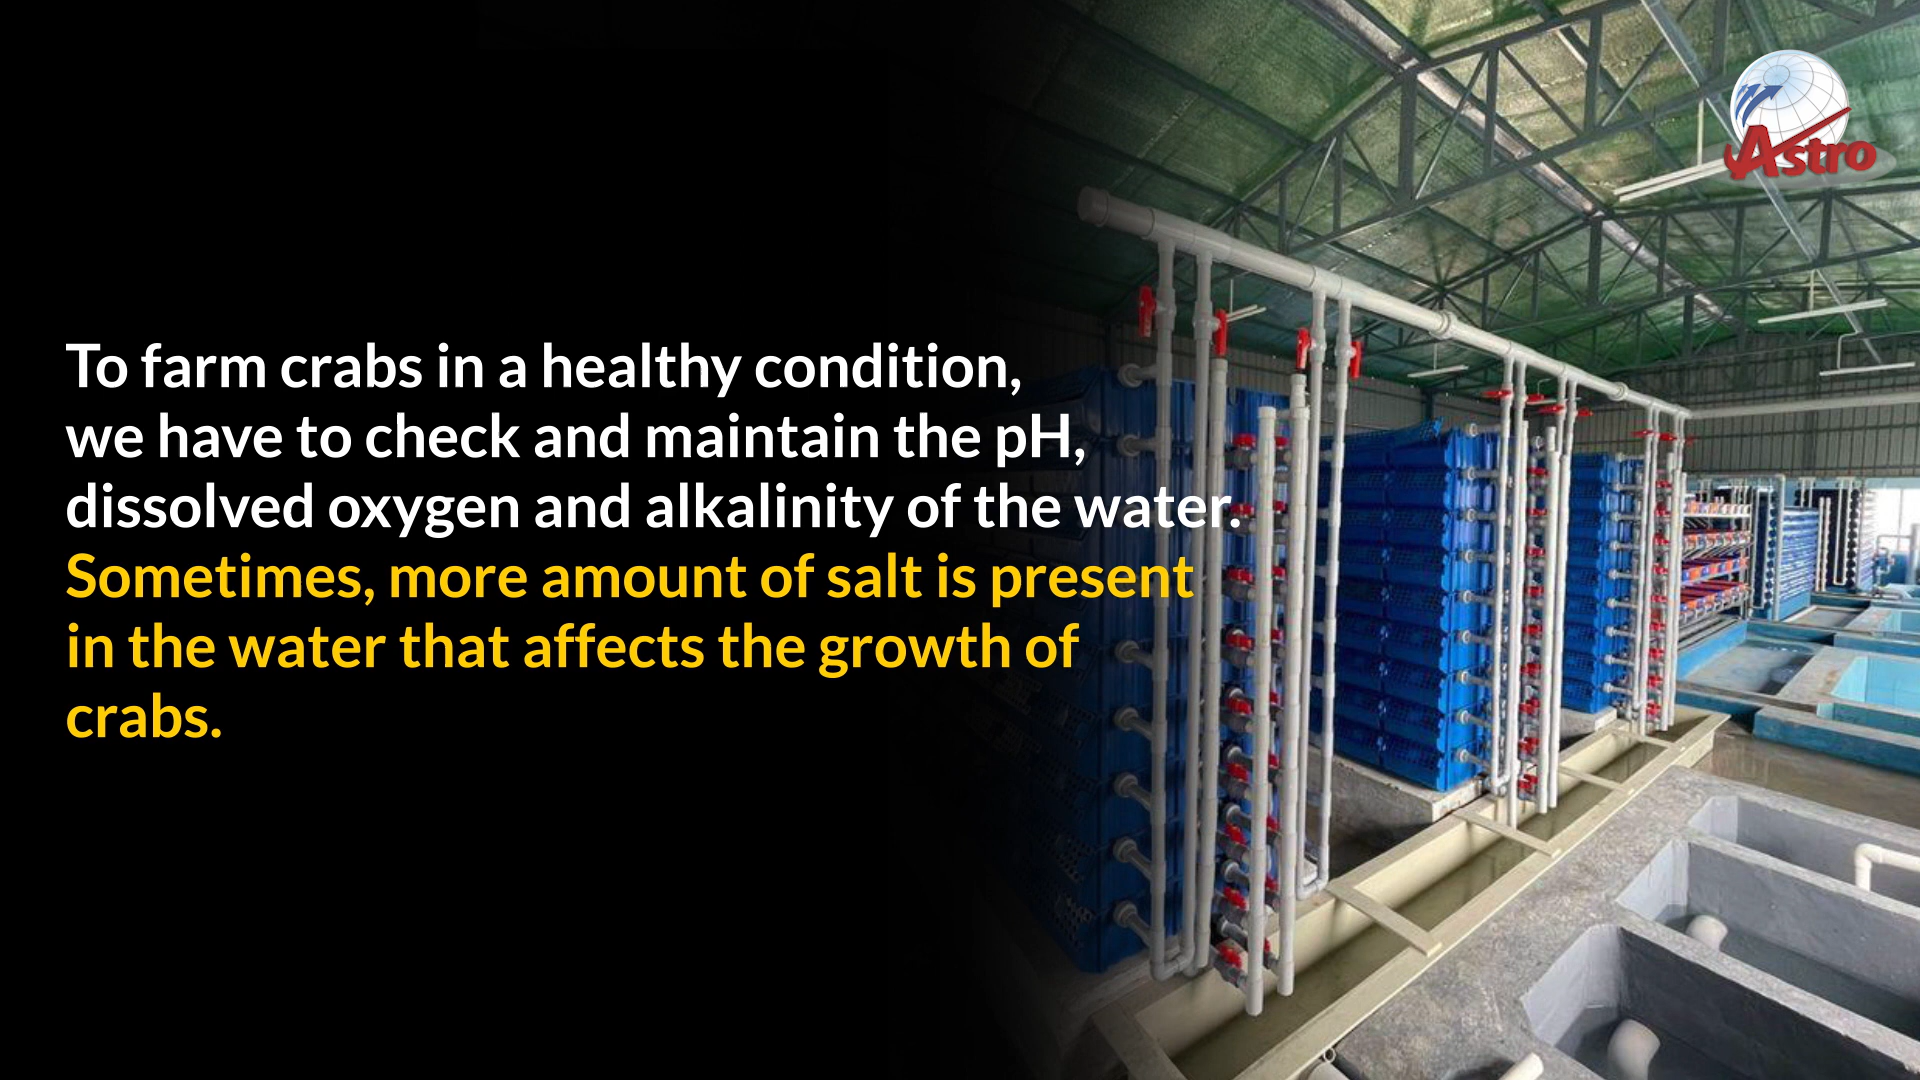 Astro
To farm crabs in a healthy condition,
we have to check and maintain the pH,
dissolved oxygen and alkalinity of the water.
Sometimes, more amount of salt is present
in the water that affects the growth of
crabs.